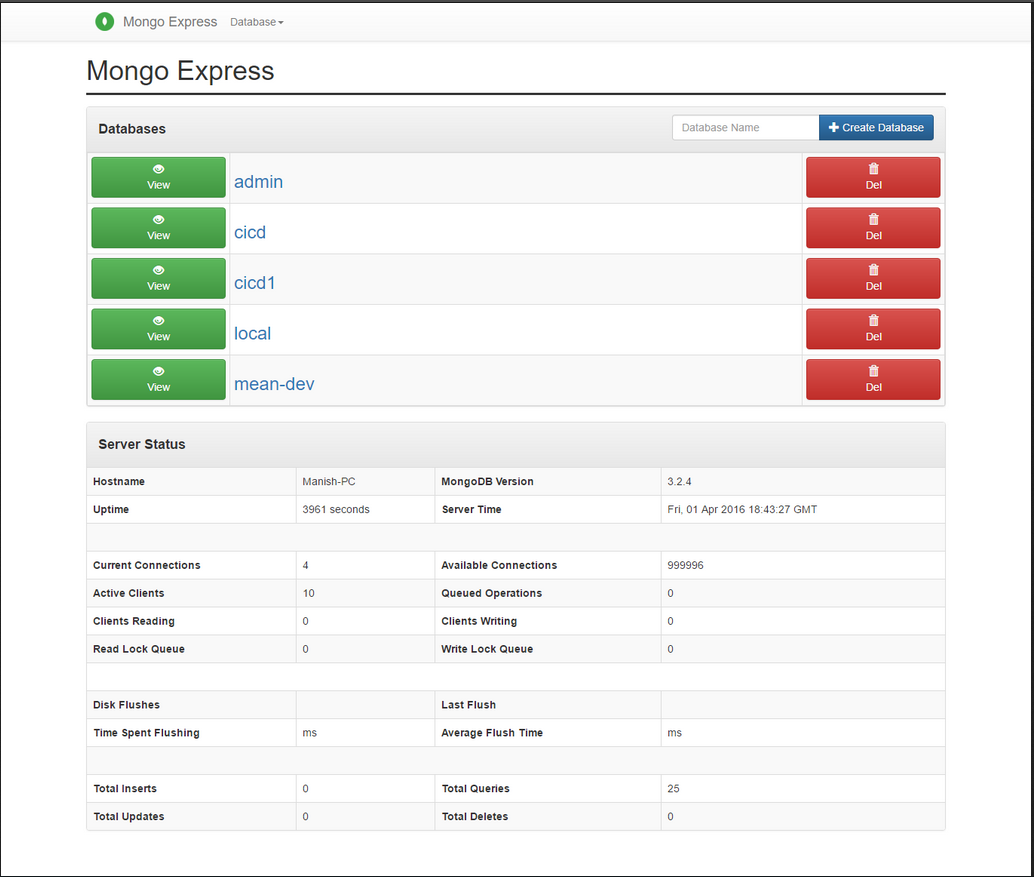 Mongo Express Database
Mongo Express
Databases Database Name Create Database
View admin Del
View cicd Del
View cicd1 Del
View local Del
View mean-dev Del
Server Status
Hostname Manish-PC MongoDB Version 3.2.4
Uptime 3961 seconds Server Time Fri, 01 Apr 2016 18:43:27 GMT
Current Connections 4 Available Connections 999996
Active Clients 10 Queued Operations 0
Clients Reading 0 Clients Writing 0
Read Lock Queue 0 Write Lock Queue 0
Disk Flushes Last Flush
Time Spent Flushing ms Average Flush Time ms
Total Inserts 0 Total Queries 25
Total Updates 0 Total Deletes 0